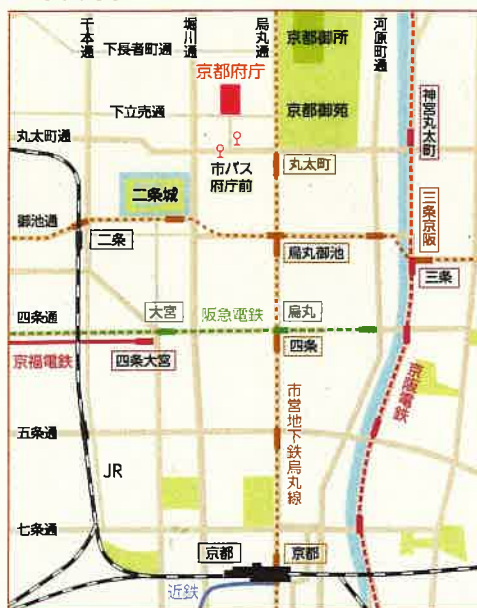 千本通
堀川通
烏丸通
河原町通
京都御所
下長者町通
京都府庁
神宮丸太町
下立売通
京都御苑
丸太町通
市バス
府庁前
丸太町
二条城
三条京阪
御池通
二条
烏丸御池
三条
大宮
阪急電鉄
烏丸
四条通
京福電鉄
四条大宮
四条
京阪電鉄
市営地下鉄烏丸線
五条通
JR
七条通
京都
京都
近鉄